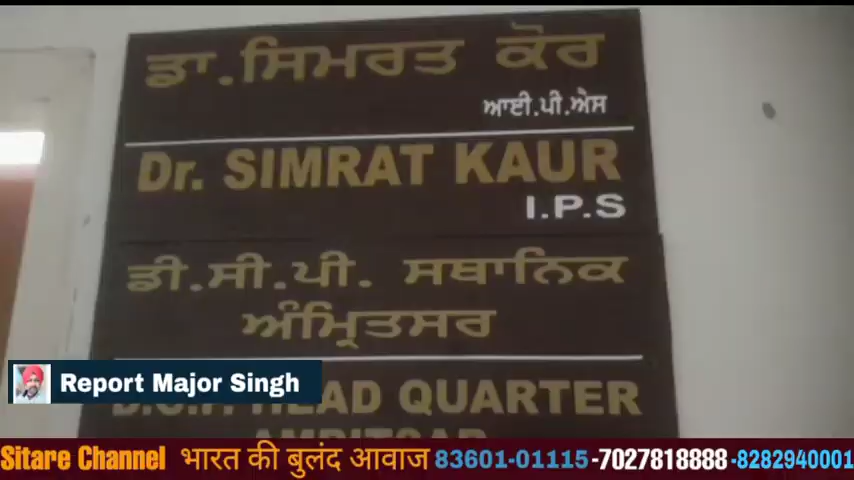 ਡਾ.ਸਿਮਰਤ ਕੌਰ
ਆਈ.ਪੀ.ਐਸ
Dr. SIMRAT KAUR
I.P.S
ਡੀ.ਸੀ.ਪੀ. ਸਥਾਨਿਕ
ਅੰਮ੍ਰਿਤਸਰ
D.C.P. HEAD QUARTER
AMRITSAR
Report Major Singh
Sitare Channel भारत की बुलंद आवाज 83601-01115-7027818888-8282940001